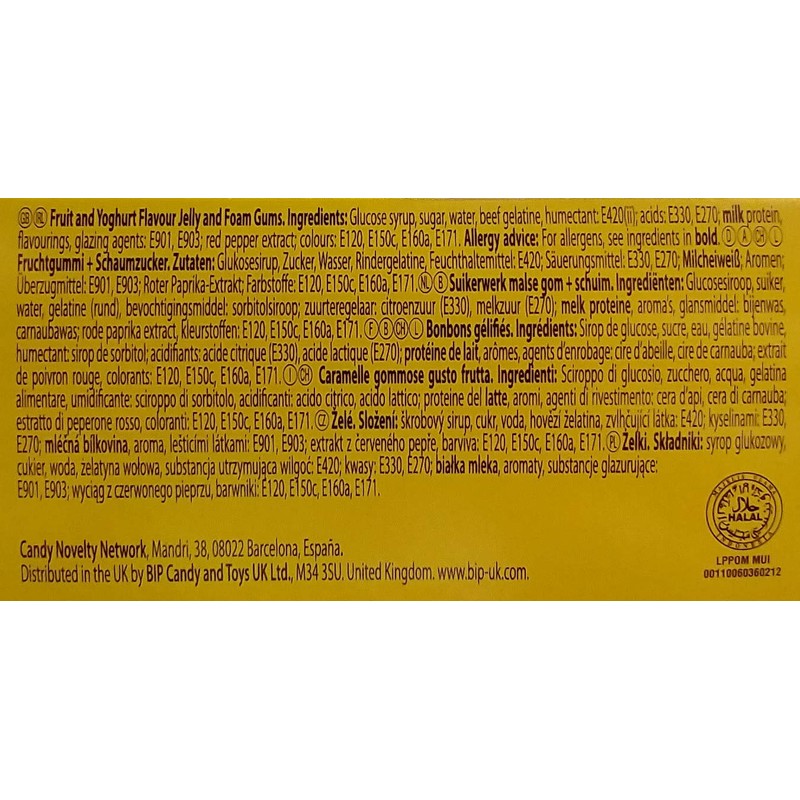 GB IRL Fruit and Yoghurt Flavour Jelly and Foam Gums. Ingredients: Glucose syrup, sugar, water, beef gelatine, humectant: E420(ii); acids: E330, E270; milk protein,
flavourings, glazing agents: E901, E903; red pepper extract; colours: E120, E150c, E160a, E171. Allergy advice: For allergens, see ingredients in bold. D A CH L
Fruchtgummi + Schaumzucker. Zutaten: Glukosesirup, Zucker, Wasser, Rindergelatine, Feuchthaltemittel: E420; Säuerungsmittel: E330, E270; Milcheiweiß; Aromen;
Überzugmittel: E901, E903; Roter Paprika-Extrakt; Farbstoffe: E120, E150c, E160a, E171. NL B Suikerwerk maise gom + schuim. Ingrediënten: Glucosesiroop, suiker,
water, gelatine (rund), bevochtigingsmiddel: sorbitolsiroop; zuurteregelaar: citroenzuur (E330), melkzuur (E270); melk proteine, aroma's, glansmiddel: bijenwas,
carnaubawas; rode paprika extract, Kleurstoffen: E120, E150c, E160a, E171. F B CH L Bonbons gélifiés. Ingrédients: Sirop de glucose, sucre, eau, gélatine bovine,
humectant: sirop de sorbitol; acidifiants: acide citrique (E330), acide lactique (E270); protéine de lait, arômes, agents d'enrobage: cire d'abeille, cire de carnauba; extrait
de poivron rouge, colorants: E120, E150c, E160a, E171. I CH Caramelle gommose gusto frutta. Ingredienti: Sciroppo di glucosio, zucchero, acqua, gelatina
alimentare, umidificante: sciroppo di sorbitolo, acidificanti: acido citrico, acido lattico; proteine del latte, aromi, agenti di rivestimento: cera d'api, cera di carnauba;
estratto di peperone rosso, coloranti: E120, E150c, E160a, E171. CZ Želé. Složení: škrobový sirup, cukr, voda, hovězí želatina, zvlhčující látka: E420; kyselinami: E330,
E270; mléčná bílkovina, aroma, lešticími látkami: E901, E903; extrakt z červeného pepře, barviva: E120, E150c, E160a, E171. PL Żelki. Składniki: syrop glukozowy,
cukier, woda, żelatyna wołowa, substancja utrzymująca wilgoć: E420; kwasy: E330, E270; białka mleka, aromaty, substancje glazurujące:
E901, E903; wyciąg z czerwonego pieprzu, barwniki: E120, E150c, E160a, E171.
Candy Novelty Network, Mandri, 38, 08022 Barcelona, España.
Distributed in the UK by BIP Candy and Toys UK Ltd., M34 3SU. United Kingdom. www.bip-uk.com.
MAJELIS ULAMA
حلال
HALAL
INDONESIA
LPPOM MUI
00110060360212